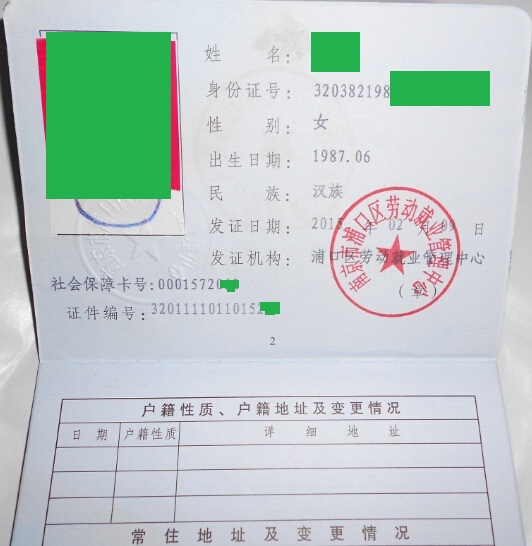 姓 名：
身份证号：320382198
性 别：女
出生日期：1987.06
民 族：汉族
发证日期：2015 年 02 月 09 日
发证机构：浦口区劳动就业管理中心
南京市浦口区劳动就业管理中心
（章）
社会保障卡号：0001572
证件编号：320111101101152
2
户籍性质、户籍地址及变更情况
日 期 户籍性质 详 细 地 址
常 住 地 址 及 变 更 情 况